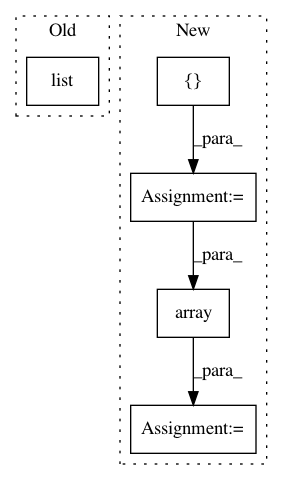 Old
New
list
{}
_para_
Assignment:=
_para_
array
_para_
Assignment:=